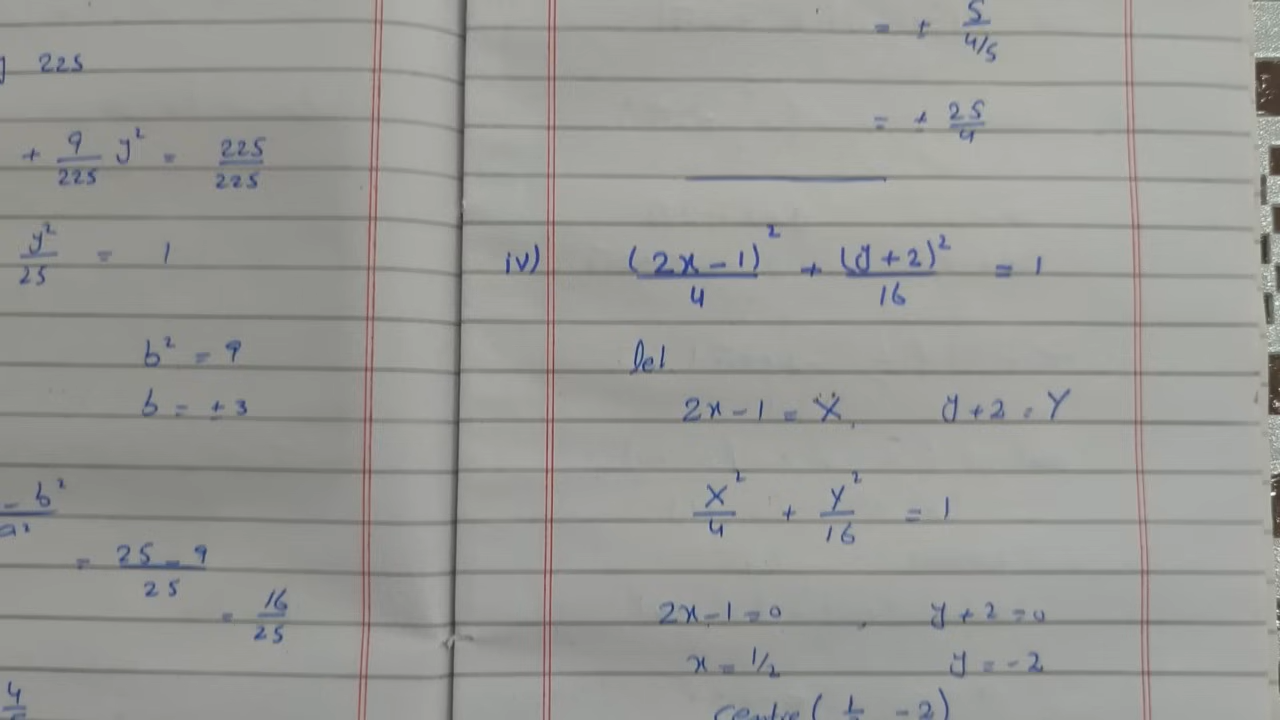 225
+ 9/225 y² = 225/225
y²/25 = 1
b² = 9
b = ±3
- b²/a²
= 25-9/25
= 16/25
4
= ± 5/4/5
= ± 25/4
iv) (2x-1)²/4 + (y+2)²/16 = 1
let
2x-1 = X, y+2 = Y
X²/4 + Y²/16 = 1
2x-1=0, y+2=0
x = 1/2 y = -2
centre (1/2 -2)